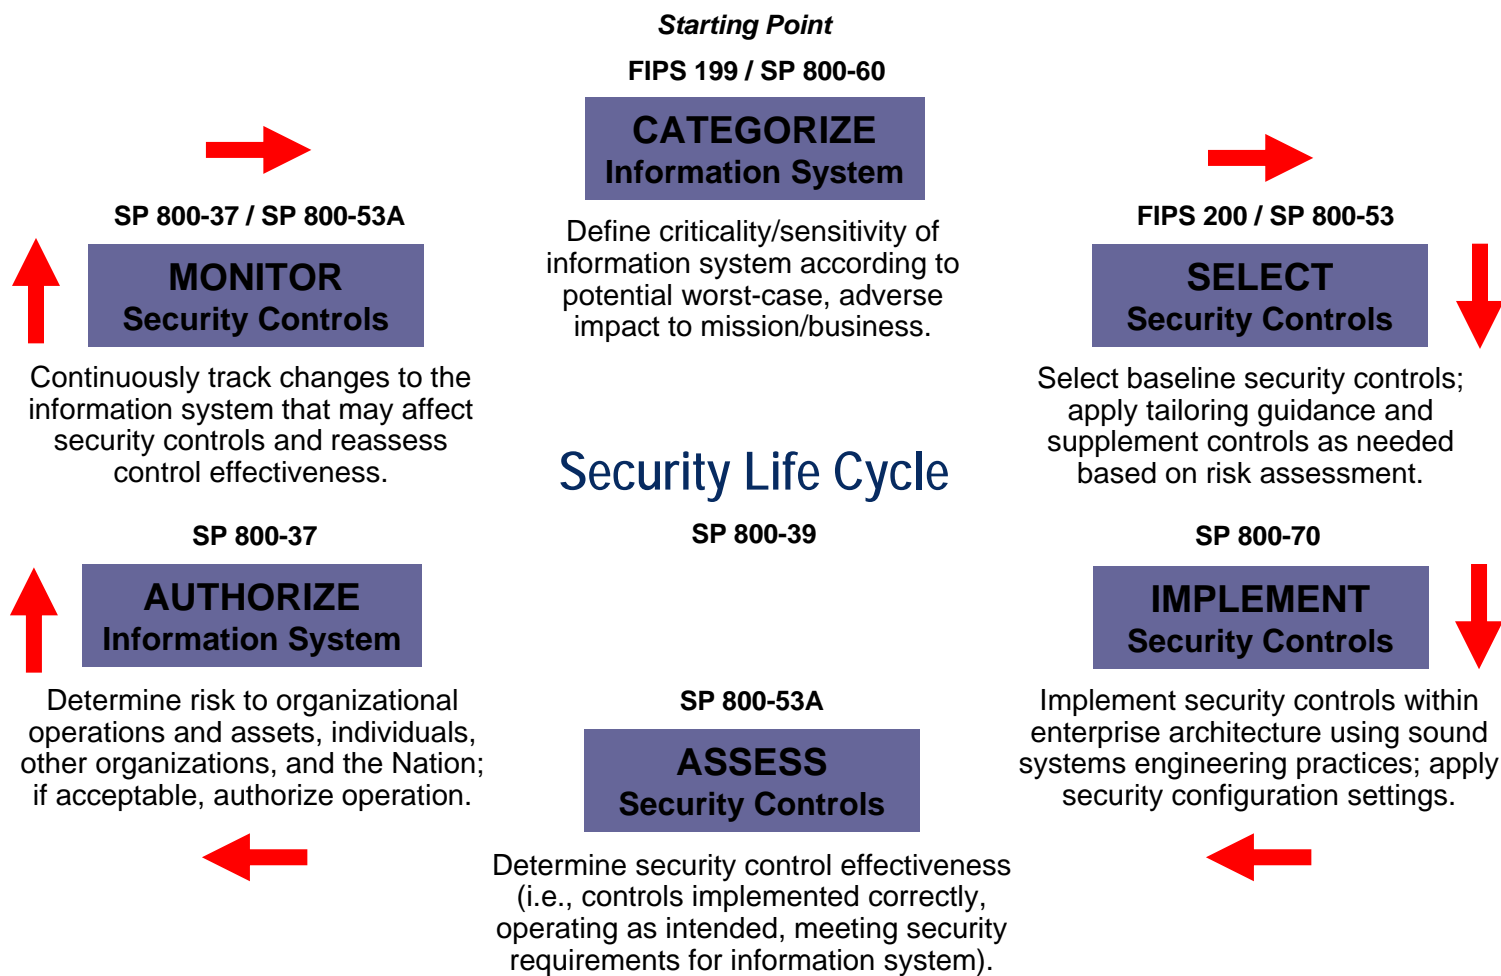 Starting Point
FIPS 199 / SP 800-60
CATEGORIZE
Information System
Define criticality/sensitivity of
information system according to
potential worst-case, adverse
impact to mission/business.
FIPS 200 / SP 800-53
SELECT
Security Controls
Select baseline security controls;
apply tailoring guidance and
supplement controls as needed
based on risk assessment.
SP 800-70
IMPLEMENT
Security Controls
Implement security controls within
enterprise architecture using sound
systems engineering practices; apply
security configuration settings.
SP 800-53A
ASSESS
Security Controls
Determine security control effectiveness
(i.e., controls implemented correctly,
operating as intended, meeting security
requirements for information system).
SP 800-37
AUTHORIZE
Information System
Determine risk to organizational
operations and assets, individuals,
other organizations, and the Nation;
if acceptable, authorize operation.
SP 800-37 / SP 800-53A
MONITOR
Security Controls
Continuously track changes to the
information system that may affect
security controls and reassess
control effectiveness.
Security Life Cycle
SP 800-39